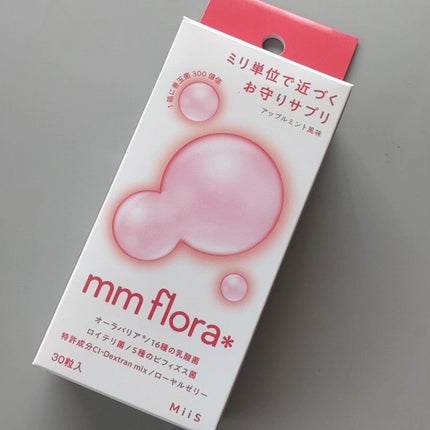 ミリ単位で近づく
お守りサプリ
アップルミント風味
1箱に善玉菌300億個
mm flora*
オーラバリア®/16種の乳酸菌
ロイテリ菌/5種のビフィズス菌
特許成分CI-Dextran mix/ローヤルゼリー
30粒入
MiiS